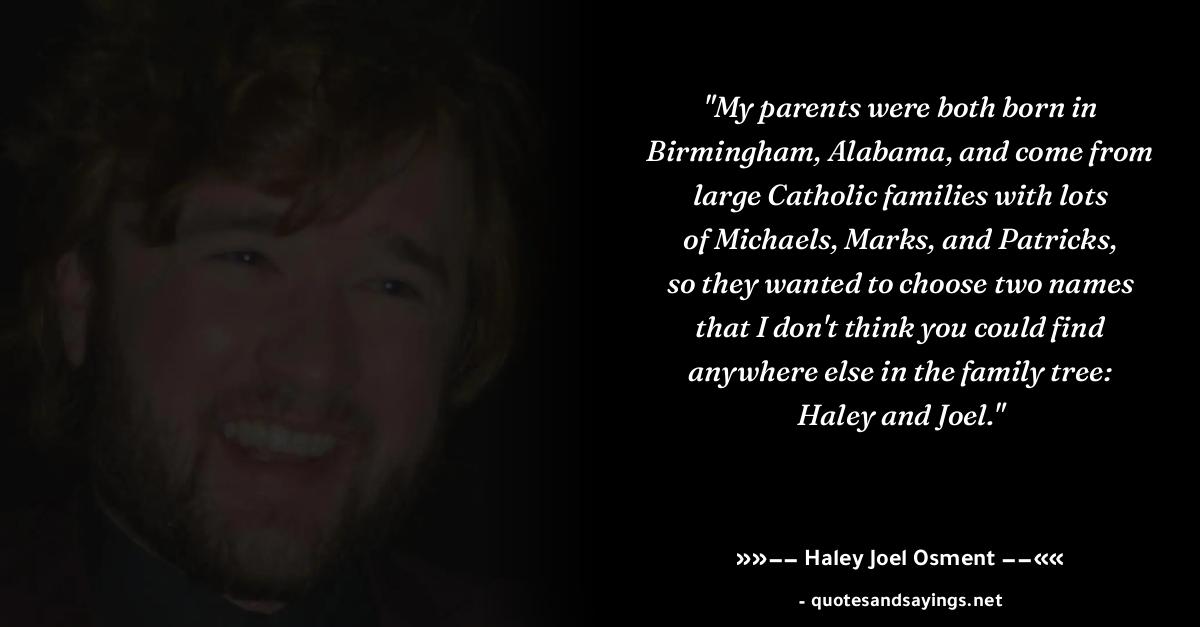 "My parents were both born in
Birmingham, Alabama, and come from
large Catholic families with lots
of Michaels, Marks, and Patricks,
so they wanted to choose two names
that I don't think you could find
anywhere else in the family tree:
Haley and Joel."
»»–– Haley Joel Osment ––««
- quotesandsayings.net